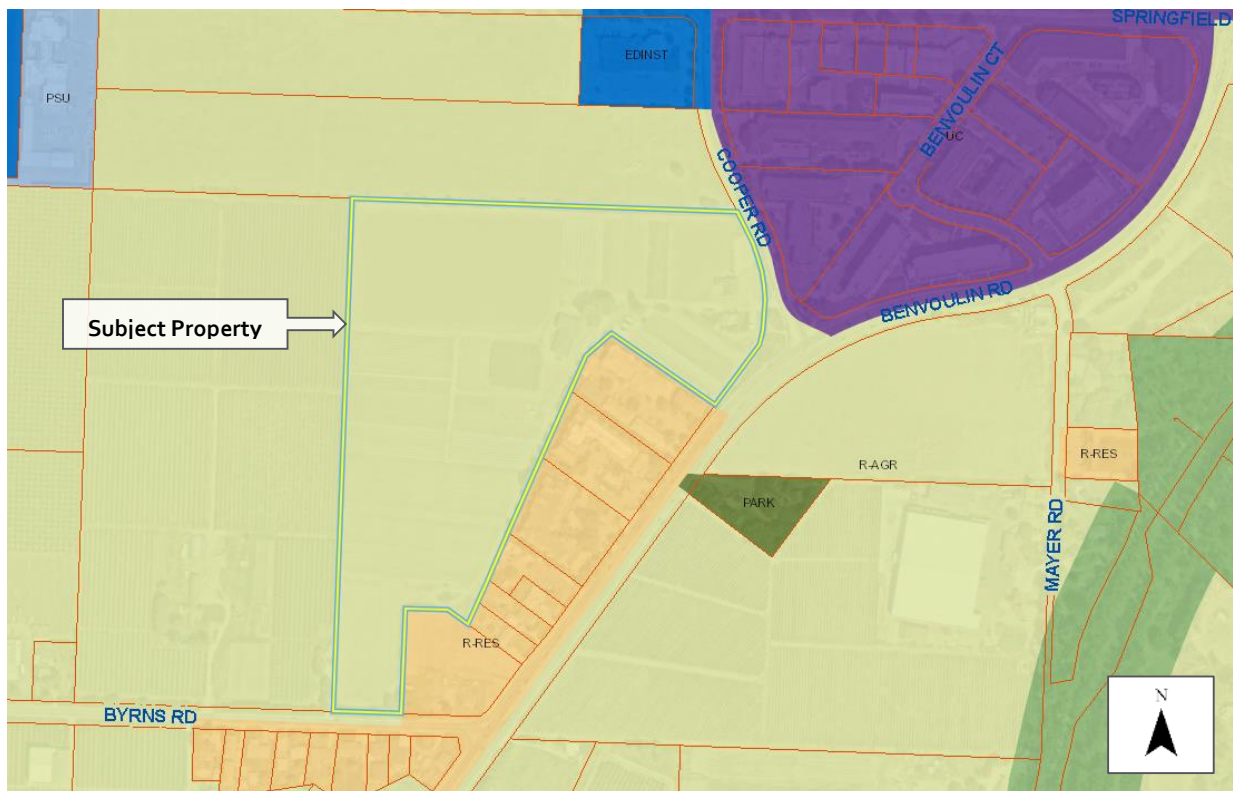 SPRINGFIELD
EDINST
PSU
BENVOULIN CT
UC
COOPER RD
BENVOULIN RD
Subject Property
R-RES
R-AGR
PARK
MAYER RD
R-RES
BYRNS RD
N